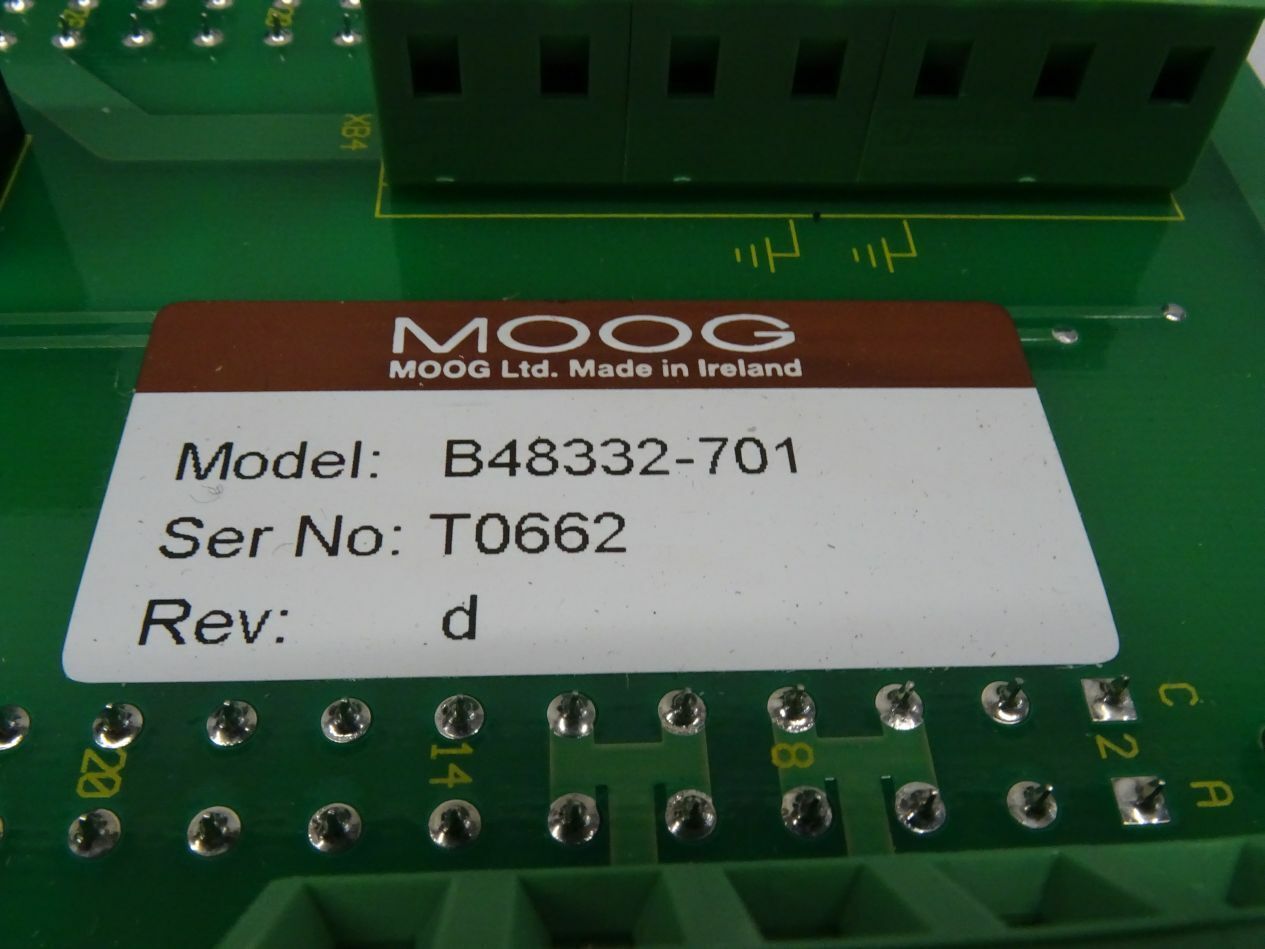 XB4
MOOG
MOOG Ltd. Made in Ireland
Model: B48332-701
Ser No: T0662
Rev: d
C
20
14
8
2
A